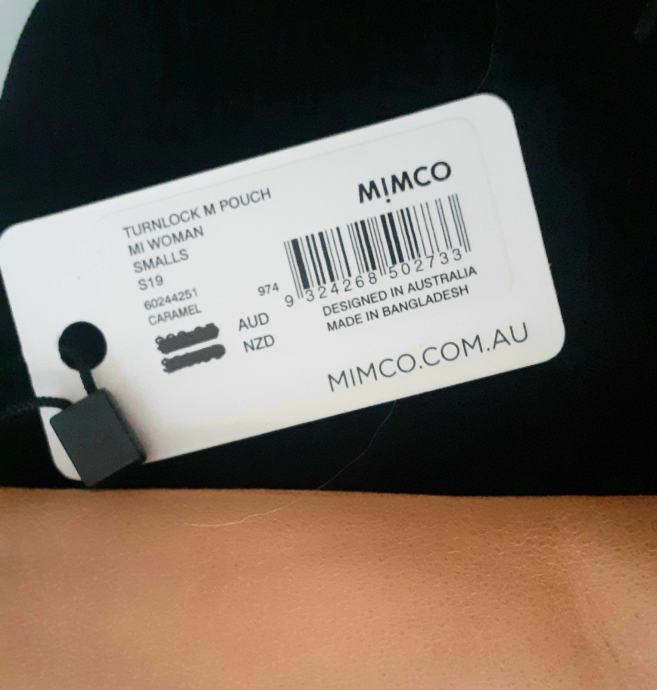 MIMCO
TURNLOCK M POUCH
MI WOMAN
SMALLS
S19
60244251
CARAMEL
974
9 324268 502733
AUD
NZD
DESIGNED IN AUSTRALIA
MADE IN BANGLADESH
MIMCO.COM.AU